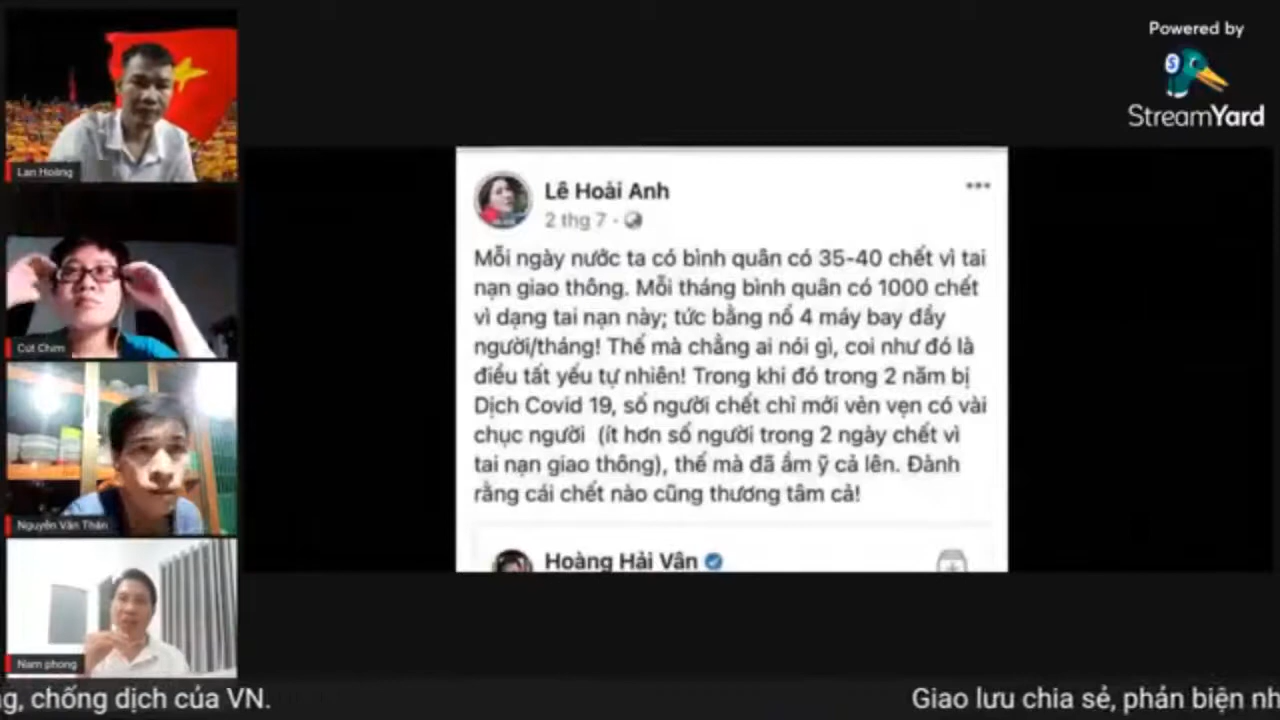 Powered by
StreamYard
Lan Hoàng
Cút Chim
Nguyễn Văn Thân
Nam phong
Lê Hoài Anh
2 thg 7
Mỗi ngày nước ta có bình quân có 35-40 chết vì tai
nạn giao thông. Mỗi tháng bình quân có 1000 chết
vì dạng tai nạn này; tức bằng nổ 4 máy bay đầy
người/tháng! Thế mà chẳng ai nói gì, coi như đó là
điều tất yếu tự nhiên! Trong khi đó trong 2 năm bị
Dịch Covid 19, số người chết chỉ mới vẻn vẹn có vài
chục người (ít hơn số người trong 2 ngày chết vì
tai nạn giao thông), thế mà đã ầm ỹ cả lên. Đành
rằng cái chết nào cũng thương tâm cả!
Hoàng Hải Vân
g, chống dịch của VN.
Giao lưu chia sẻ, phản biện nh